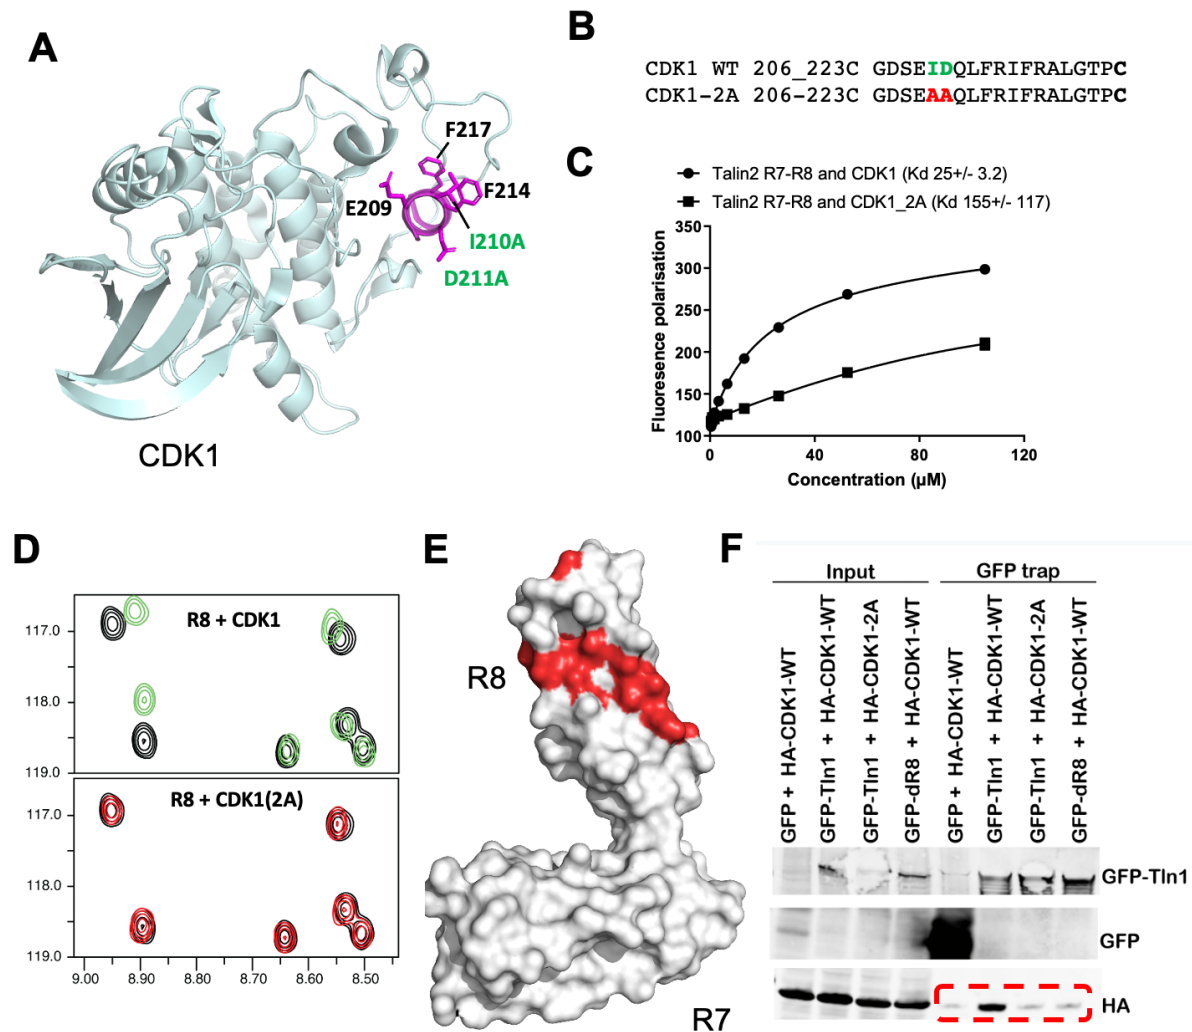 A
F217
F214
E209
I210A
D211A
CDK1
B
CDK1 WT 206_223C GDSEIDQLFRIFRALGTPC
CDK1-2A 206-223C GDSEAAQLFRIFRALGTPC
C
Talin2 R7-R8 and CDK1 (Kd 25+/- 3.2)
Talin2 R7-R8 and CDK1_2A (Kd 155+/- 117)
350
300
250
200
150
100
Fluoresence polarisation
0 40 80 120
Concentration (µM)
D
R8 + CDK1
117.0
118.0
119.0
R8 + CDK1(2A)
117.0
118.0
119.0
9.00 8.90 8.80 8.70 8.60 8.50
E
R8
R7
F
Input GFP trap
GFP + HA-CDK1-WT
GFP-Tln1 + HA-CDK1-WT
GFP-Tln1 + HA-CDK1-2A
GFP-dR8 + HA-CDK1-WT
GFP + HA-CDK1-WT
GFP-Tln1 + HA-CDK1-WT
GFP-Tln1 + HA-CDK1-2A
GFP-dR8 + HA-CDK1-WT
GFP-Tln1
GFP
HA